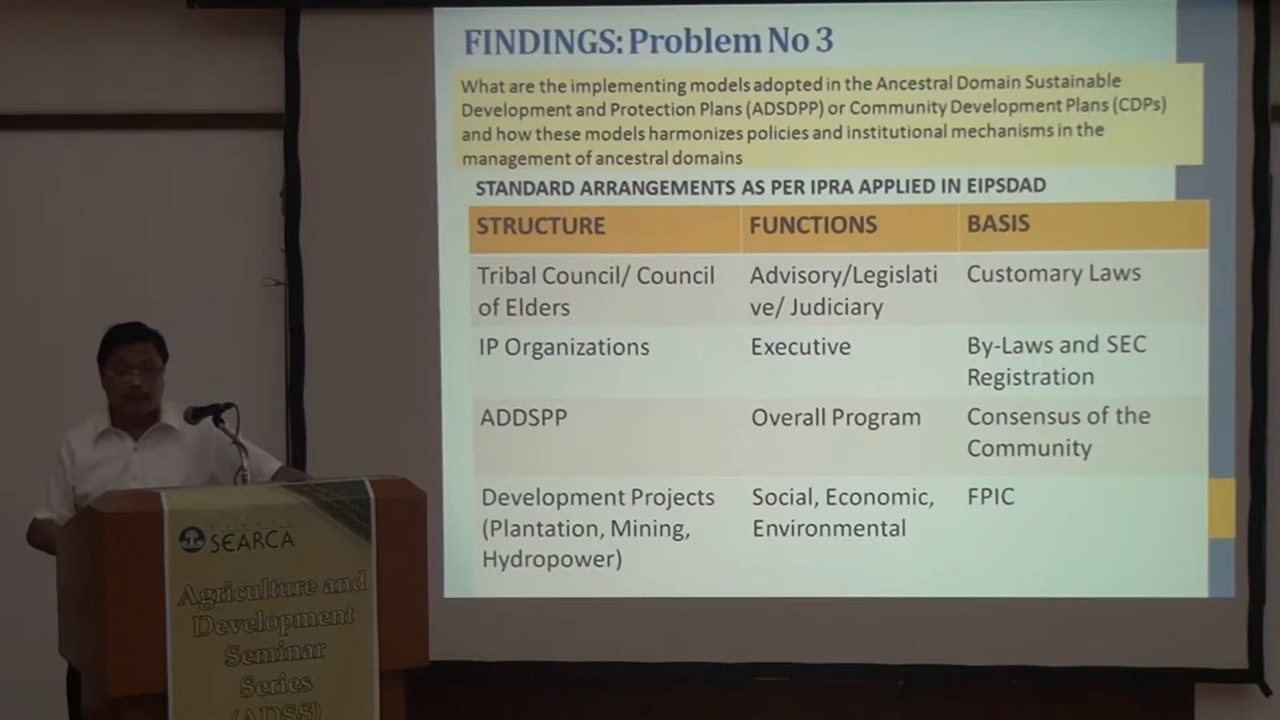 FINDINGS: Problem No 3
What are the implementing models adopted in the Ancestral Domain Sustainable
Development and Protection Plans (ADSDPP) or Community Development Plans (CDPs)
and how these models harmonizes policies and institutional mechanisms in the
management of ancestral domains
STANDARD ARRANGEMENTS AS PER IPRA APPLIED IN EIPSDAD
STRUCTURE FUNCTIONS BASIS
Tribal Council/ Council Advisory/Legislati Customary Laws
of Elders ve/ Judiciary
IP Organizations Executive By-Laws and SEC
Registration
ADDSPP Overall Program Consensus of the
Community
Development Projects Social, Economic, FPIC
(Plantation, Mining, Environmental
Hydropower)
SEARCA
Agriculture and
Development
Seminar
Series
(ADSS)